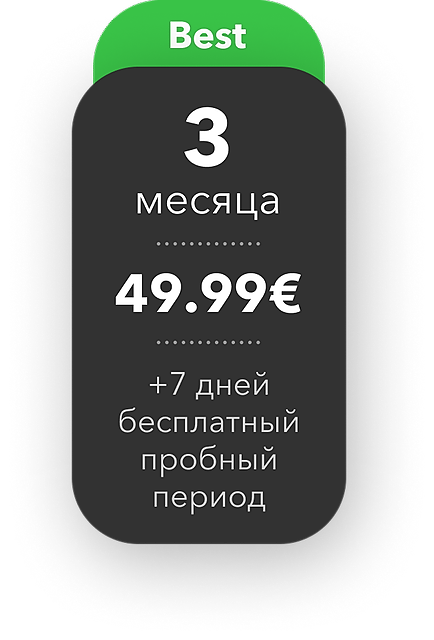 Best
3
месяца
49.99€
+7 дней
бесплатный
пробный
период